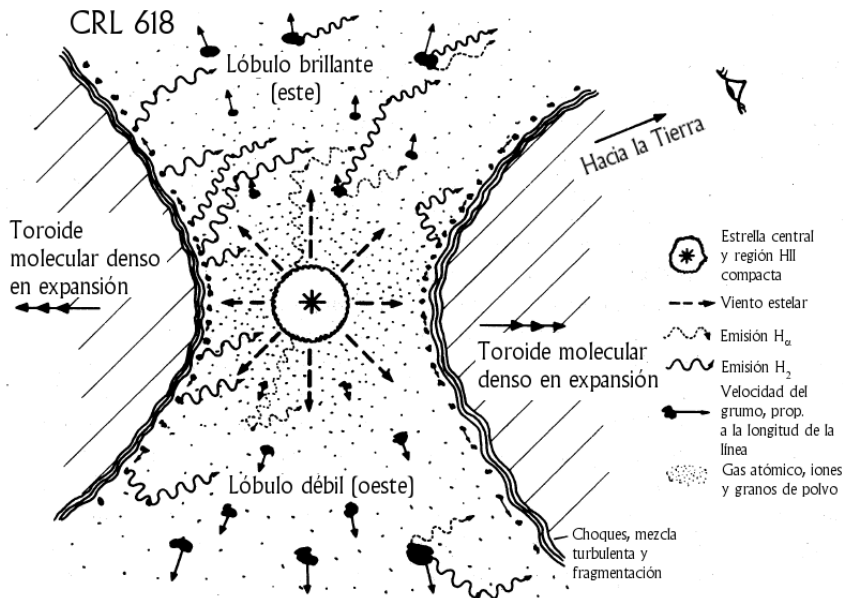 CRL 618
Lóbulo brillante
(este)
Hacia la Tierra
Toroide
molecular denso
en expansión
Toroide molecular
denso en expansión
Lóbulo débil (oeste)
Choques, mezcla
turbulenta y
fragmentación
Estrella central
y región HII
compacta
Viento estelar
Emisión Hα
Emisión H2
Velocidad del
grumo, prop.
a la longitud de la
línea
Gas atómico, iones
y granos de polvo